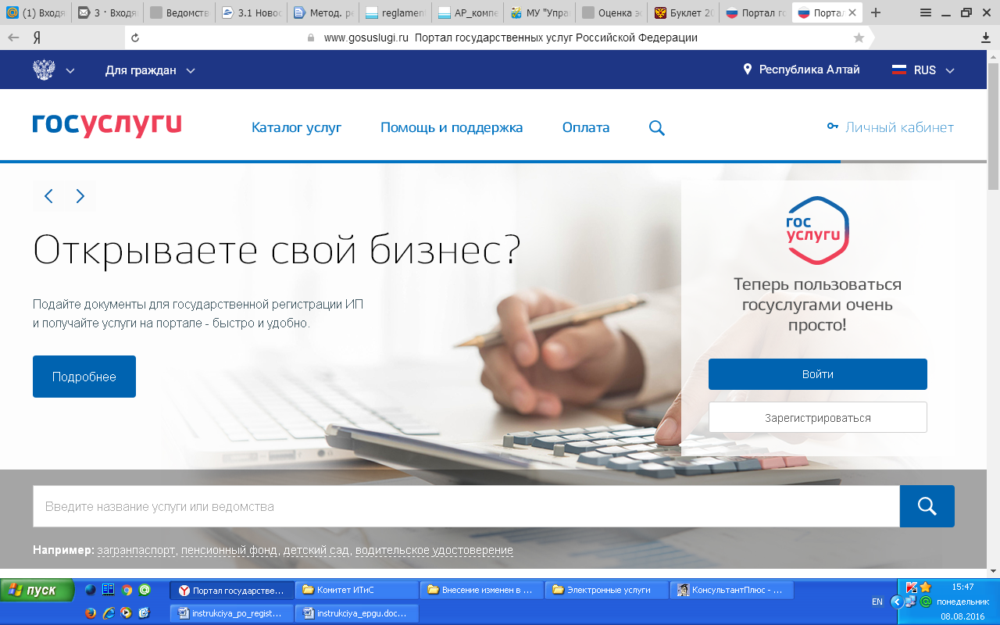 (1) Входя
3 · Входя
Ведомств
3.1 Новос
Метод. ре
reglament
АР_компе
МУ "Упра
Оценка эф
Буклет 20
Портал го
Портал
Я
www.gosuslugi.ru Портал государственных услуг Российской Федерации
Для граждан
Республика Алтай
RUS
госуслуги
Каталог услуг
Помощь и поддержка
Оплата
Личный кабинет
Открываете свой бизнес?
Подайте документы для государственной регистрации ИП
и получайте услуги на портале - быстро и удобно.
Подробнее
гос
услуги
Теперь пользоваться
госуслугами очень
просто!
Войти
Зарегистрироваться
Введите название услуги или ведомства
Например: загранпаспорт, пенсионный фонд, детский сад, водительское удостоверение
пуск
Портал государстве...
Комитет ИТиС
Внесение изменен в ...
Электронные услуги
КонсультантПлюс - ...
instrukciya_po_regist...
instrukciya_epgu.doc...
EN
15:47
понедельник
08.08.2016